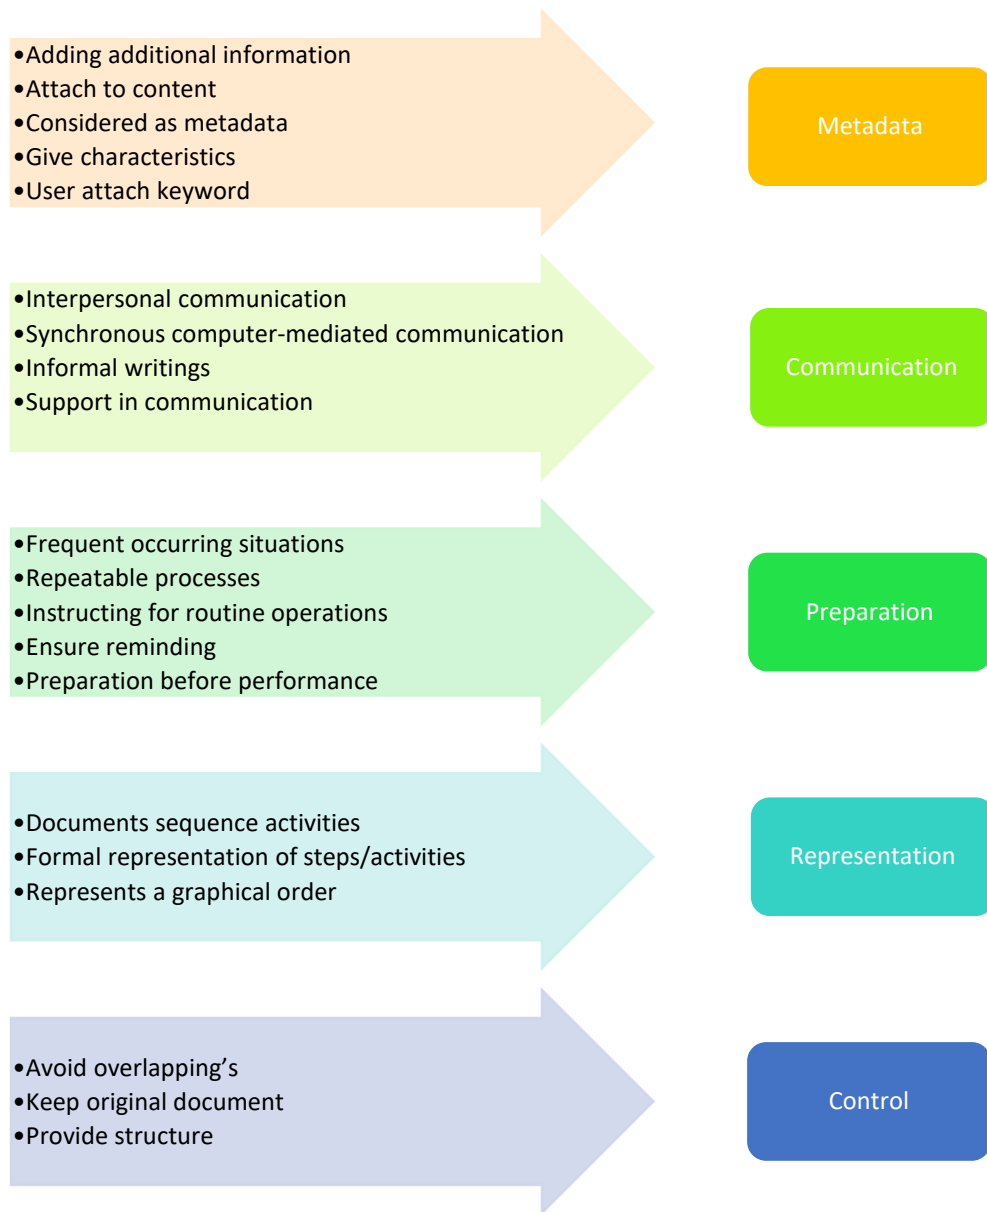 •Adding additional information
•Attach to content
•Considered as metadata
•Give characteristics
•User attach keyword
Metadata
•Interpersonal communication
•Synchronous computer-mediated communication
•Informal writings
•Support in communication
Communication
•Frequent occurring situations
•Repeatable processes
•Instructing for routine operations
•Ensure reminding
•Preparation before performance
Preparation
•Documents sequence activities
•Formal representation of steps/activities
•Represents a graphical order
Representation
•Avoid overlapping’s
•Keep original document
•Provide structure
Control